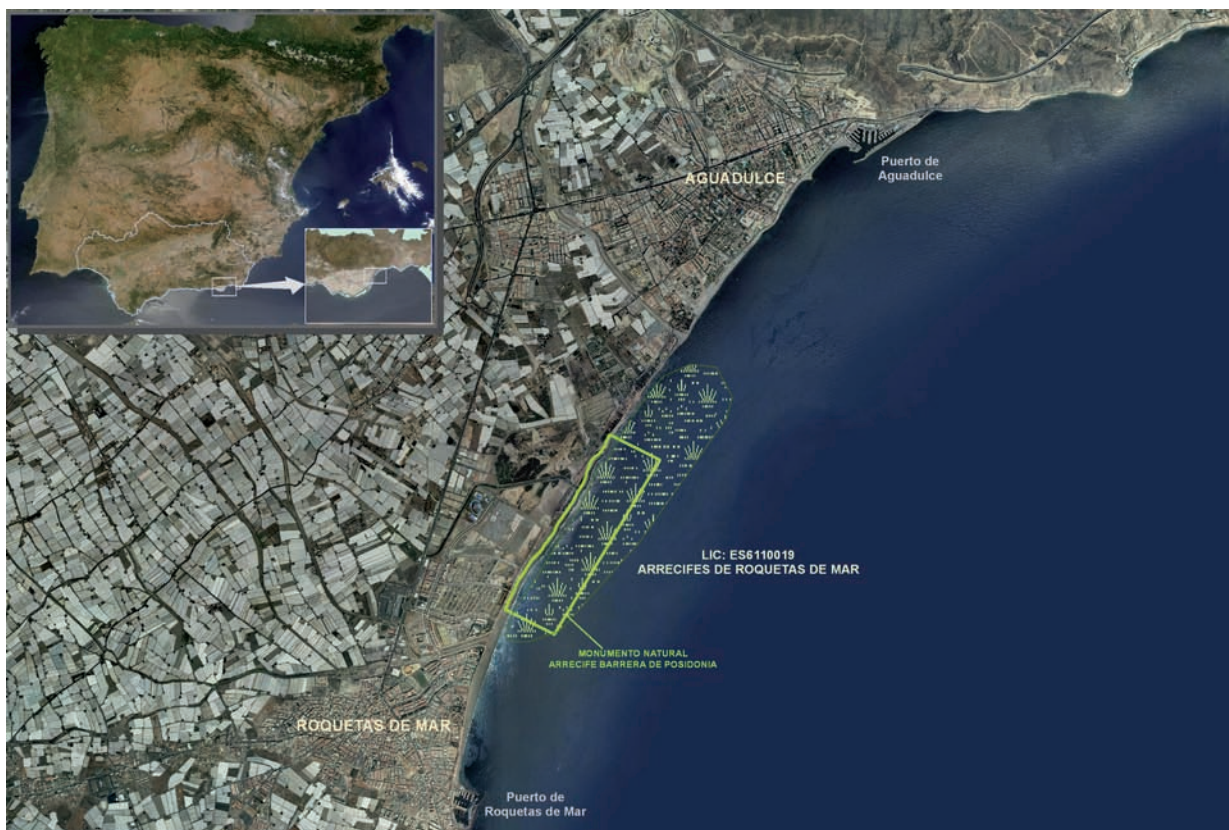 Puerto de
Aguadulce
AGUADULCE
LIC: ES6110019
ARRECIFES DE ROQUETAS DE MAR
MONUMENTO NATURAL
ARRECIFE BARRERA DE POSIDONIA
ROQUETAS DE MAR
Puerto de
Roquetas de Mar